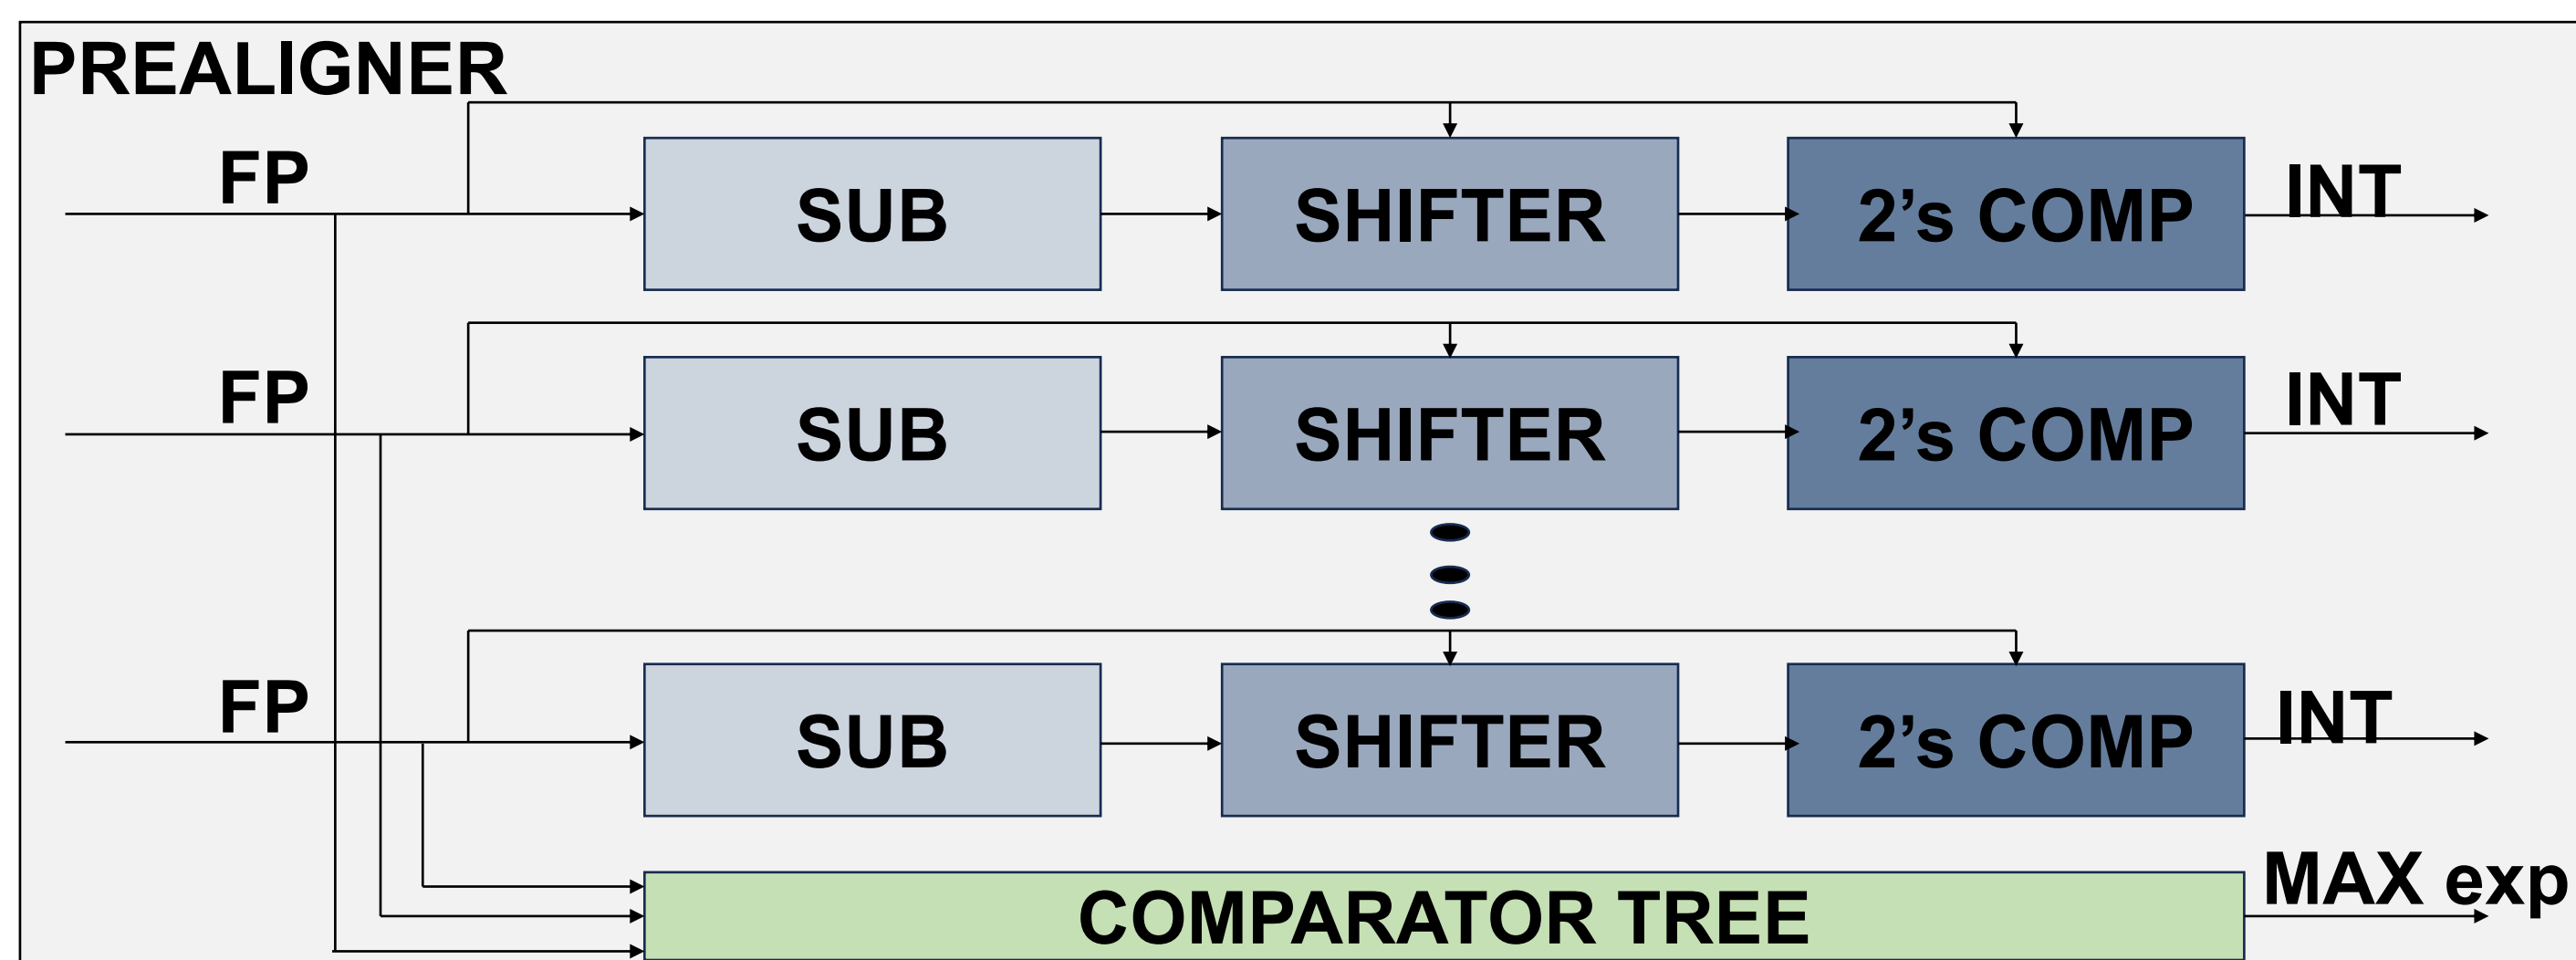 PREALIGNER
FP
SUB
SHIFTER
2's COMP
INT
FP
SUB
SHIFTER
2's COMP
INT
FP
SUB
SHIFTER
2's COMP
INT
COMPARATOR TREE
MAX exp